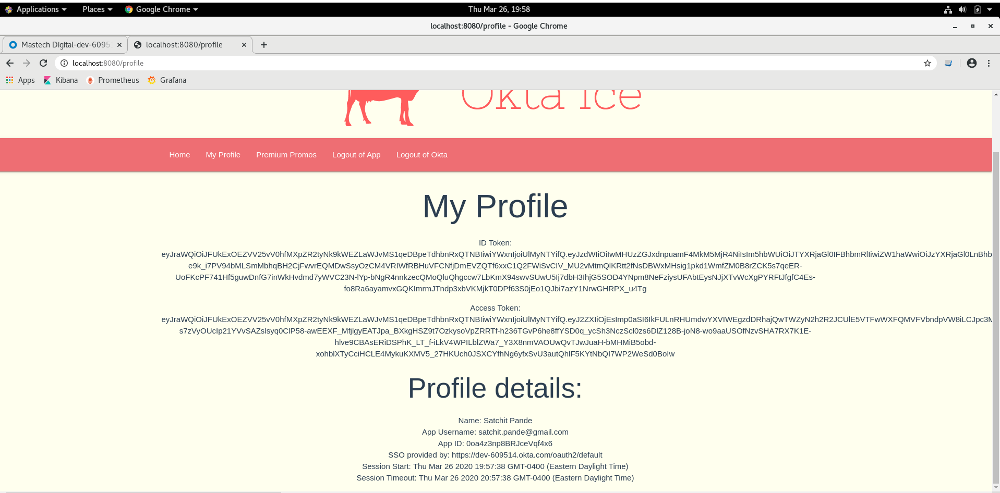 Applications Places Google Chrome Thu Mar 26, 19:58
localhost:8080/profile - Google Chrome
Mastech Digital-dev-6095 localhost:8080/profile
localhost:8080/profile
Apps Kibana Prometheus Grafana
Okta Ice
Home My Profile Premium Promos Logout of App Logout of Okta
My Profile
ID Token:
eyJraWQiOiJFUkExOEZVV25vV0hfMXpZR2tyNk9kWEZLaWJvMS1qeDBpeTdhbnRxQTNBIiwiYWxnIjoiUlMyNTYifQ.eyJzdWIiOiIwMHUzZGJxdnpuamF4MkM5MjR4NiIsIm5hbWUiOiJTYXRjaGl0IFBhbmRlIiwiZW1haWwiOiJzYXRjaGl0LnBhb
e9k_i7PV94bMLSmMbhqBH2CjFwvrEQMDwSsyOzCM4VRIWfRBHuVFCNfjDmEVZQTf6xxC1Q2FWiSvCIV_MU2vMtmQlKRtt2fNsDBWxMHsig1pkd1WmfZM0B8rZCK5s7qeER-
UoFKcPF741Hf5guwDnfG7inWkHvdmd7yWVC23N-lYp-bNgR4nnkzecQMoQluQhgccw7LbKmX94swvSUwU5Ij7dbH3IhjG5SOD4YNpm8NeFziysUFAbtEysNJjXTvWcXgPYRFtJfgfC4Es-
fo8Ra6ayamvxGQKImrmJTndp3xbVKMjkT0DPf63S0jEo1QJbi7azY1NrwGHRPX_u4Tg
Access Token:
eyJraWQiOiJFUkExOEZVV25vV0hfMXpZR2tyNk9kWEZLaWJvMS1qeDBpeTdhbnRxQTNBIiwiYWxnIjoiUlMyNTYifQ.eyJ2ZXIiOjEsImp0aSI6IkFULnRHUmdwYXVIWEgzdDRhajQwTWZyN2h2R2JCUlE5VTFwWXFQMVFVbndpVW8iLCJpc3M
s7zVyOUcIp21YVvSAZslsyq0ClP58-awEEXF_MfjlgyEATJpa_BXkgHSZ9t7OzkysoVpZRRTf-h236TGvP6he8ffYSD0q_ycSh3NczScl0zs6DlZ128B-joN8-wo9aaUSOfNzvSHA7RX7K1E-
hlve9CBAsERiDSPhK_LT_f-iLkV4WPILblZWa7_Y3X8nmVAOUwQvTJwJuaH-bMHMiB5obd-
xohblXTyCciHCLE4MykuKXMV5_27HKUch0JSXCYfhNg6yfxSvU3autQhlF5KYtNbQI7WP2WeSd0BoIw
Profile details:
Name: Satchit Pande
App Username: satchit.pande@gmail.com
App ID: 0oa4z3np8BRJceVqf4x6
SSO provided by: https://dev-609514.okta.com/oauth2/default
Session Start: Thu Mar 26 2020 19:57:38 GMT-0400 (Eastern Daylight Time)
Session Timeout: Thu Mar 26 2020 20:57:38 GMT-0400 (Eastern Daylight Time)